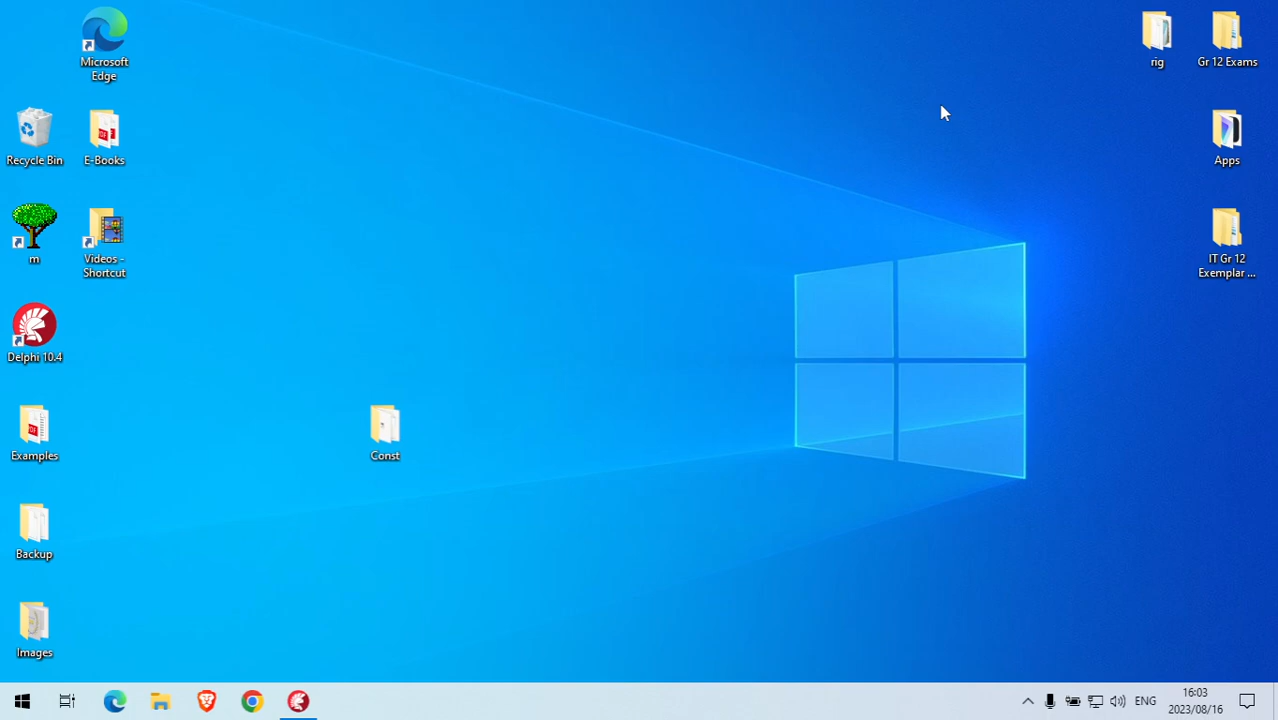 Microsoft
Edge
rig
Gr 12 Exams
Recycle Bin
E-Books
Apps
m
Videos -
Shortcut
IT Gr 12
Exemplar ...
Delphi 10.4
Examples
Const
Backup
Images
ENG
16:03
2023/08/16